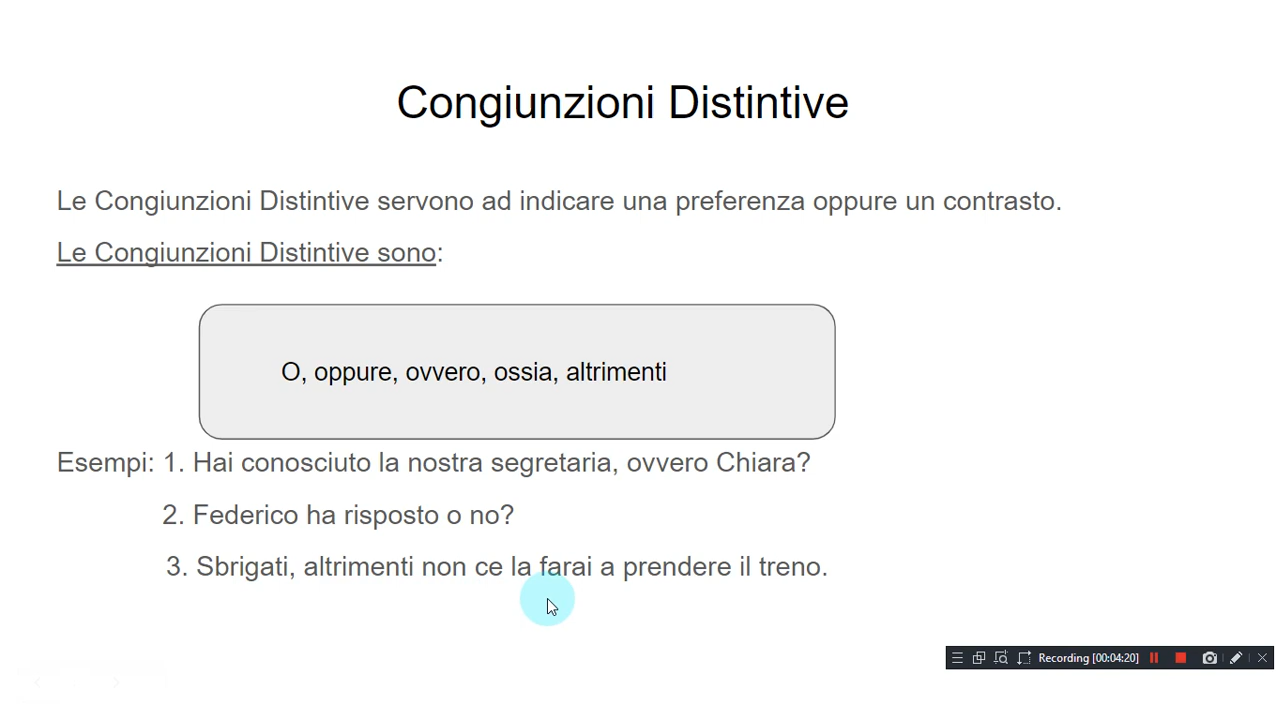 Congiunzioni Distintive
Le Congiunzioni Distintive servono ad indicare una preferenza oppure un contrasto.
Le Congiunzioni Distintive sono:
O, oppure, ovvero, ossia, altrimenti
Esempi: 1. Hai conosciuto la nostra segretaria, ovvero Chiara?
2. Federico ha risposto o no?
3. Sbrigati, altrimenti non ce la farai a prendere il treno.
Recording [00:04:20]